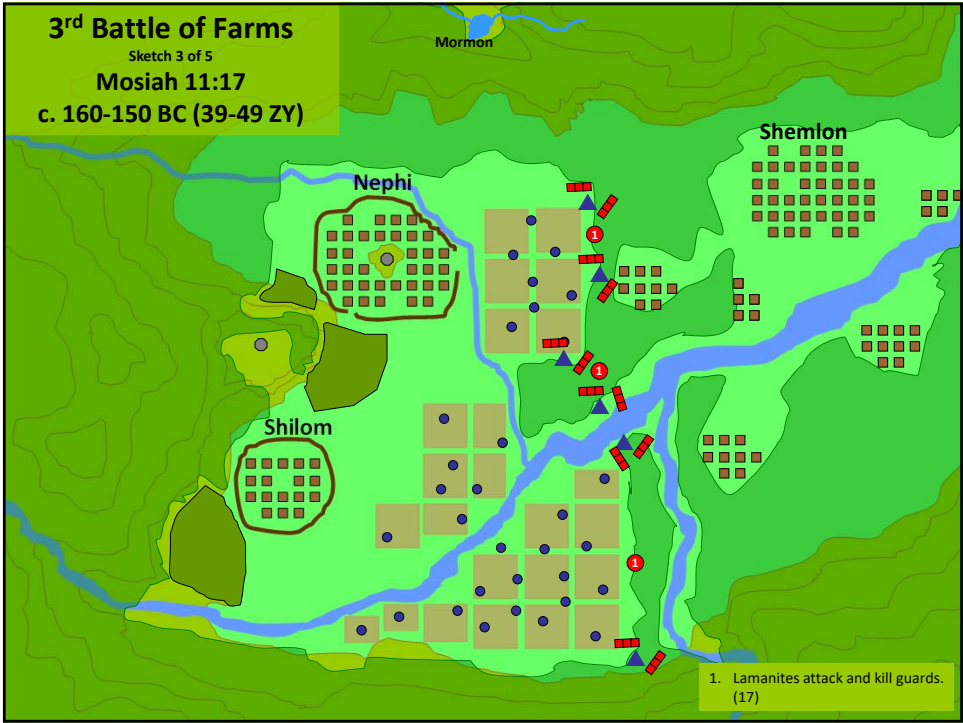 3rd Battle of Farms
Sketch 3 of 5
Mosiah 11:17
c. 160-150 BC (39-49 ZY)
Mormon
Shemlon
Nephi
1
1
Shilom
1
1. Lamanites attack and kill guards.
(17)